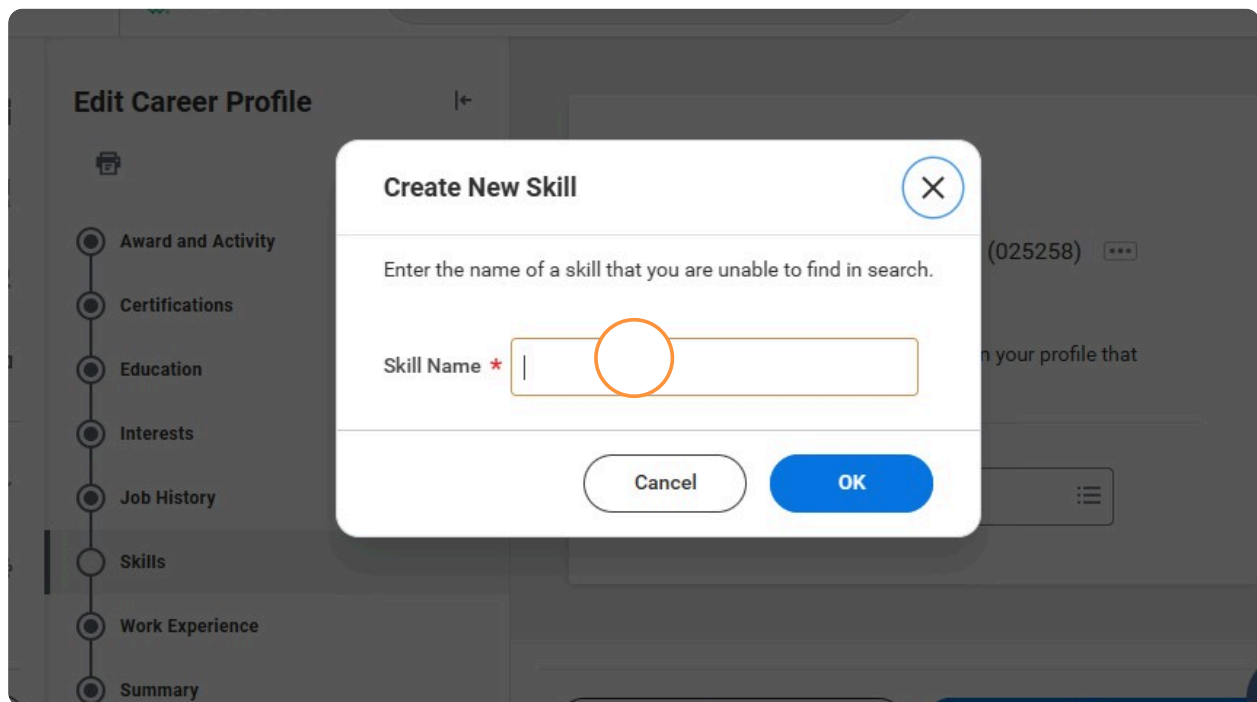 Edit Career Profile
Award and Activity
Certifications
Education
Interests
Job History
Skills
Work Experience
Summary
Create New Skill
Enter the name of a skill that you are unable to find in search.
Skill Name *
Cancel
OK
(025258)
your profile that